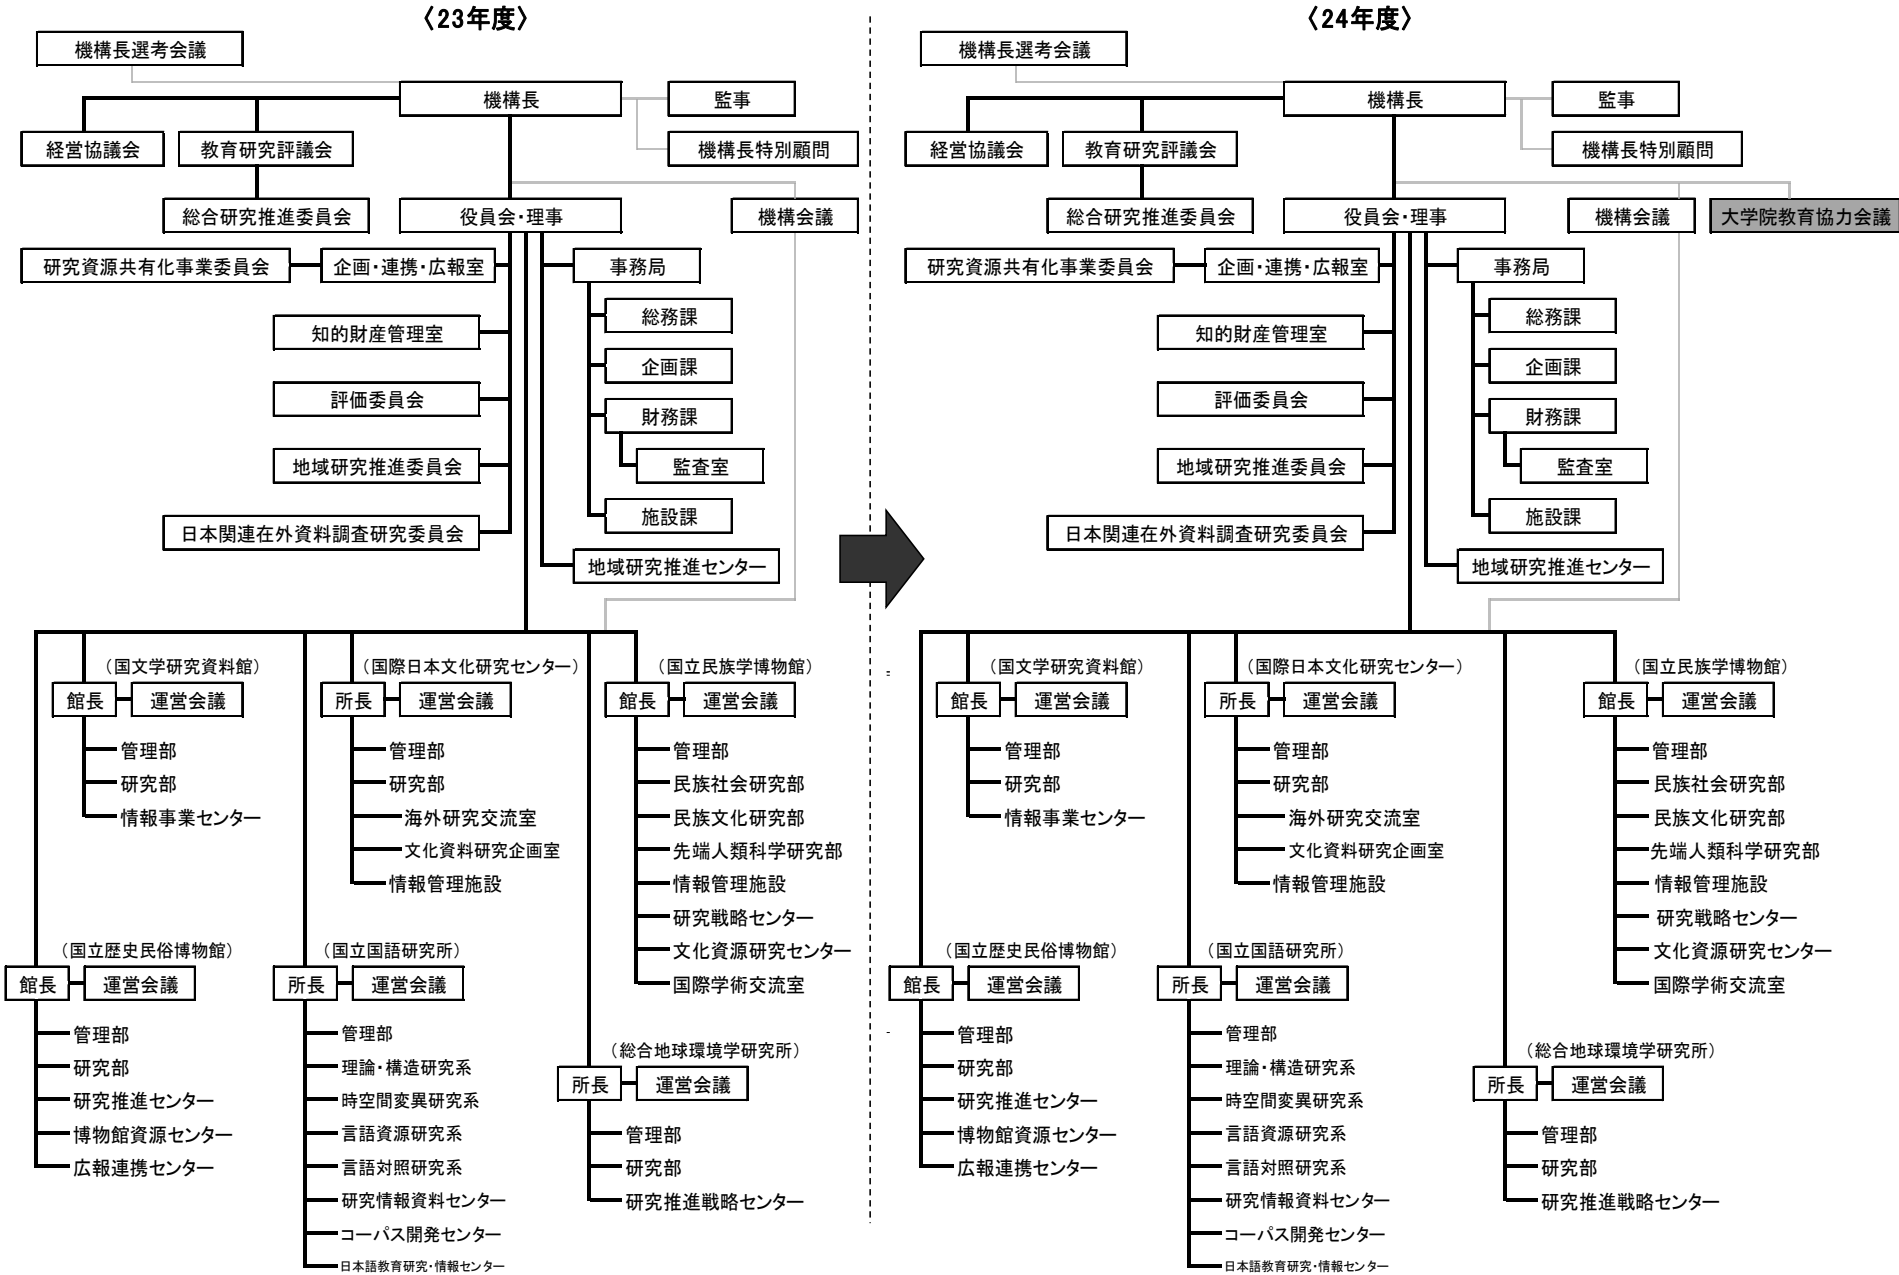 〈23年度〉
機構長選考会議
機構長
監事
経営協議会
教育研究評議会
機構長特別顧問
総合研究推進委員会
役員会・理事
機構会議
研究資源共有化事業委員会
企画・連携・広報室
事務局
総務課
知的財産管理室
企画課
評価委員会
財務課
地域研究推進委員会
監査室
施設課
日本関連在外資料調査研究委員会
地域研究推進センター
（国文学研究資料館）
館長
運営会議
管理部
研究部
情報事業センター
（国際日本文化研究センター）
所長
運営会議
管理部
研究部
海外研究交流室
文化資料研究企画室
情報管理施設
（国立民族学博物館）
館長
運営会議
管理部
民族社会研究部
民族文化研究部
先端人類科学研究部
情報管理施設
研究戦略センター
文化資源研究センター
国際学術交流室
（国立歴史民俗博物館）
館長
運営会議
管理部
研究部
研究推進センター
博物館資源センター
広報連携センター
（国立国語研究所）
所長
運営会議
管理部
理論・構造研究系
時空間変異研究系
言語資源研究系
言語対照研究系
研究情報資料センター
コーパス開発センター
日本語教育研究・情報センター
（総合地球環境学研究所）
所長
運営会議
管理部
研究部
研究推進戦略センター
〈24年度〉
機構長選考会議
機構長
監事
経営協議会
教育研究評議会
機構長特別顧問
総合研究推進委員会
役員会・理事
機構会議
大学院教育協力会議
研究資源共有化事業委員会
企画・連携・広報室
事務局
総務課
知的財産管理室
企画課
評価委員会
財務課
地域研究推進委員会
監査室
施設課
日本関連在外資料調査研究委員会
地域研究推進センター
（国文学研究資料館）
館長
運営会議
管理部
研究部
情報事業センター
（国際日本文化研究センター）
所長
運営会議
管理部
研究部
海外研究交流室
文化資料研究企画室
情報管理施設
（国立民族学博物館）
館長
運営会議
管理部
民族社会研究部
民族文化研究部
先端人類科学研究部
情報管理施設
研究戦略センター
文化資源研究センター
国際学術交流室
（国立歴史民俗博物館）
館長
運営会議
管理部
研究部
研究推進センター
博物館資源センター
広報連携センター
（国立国語研究所）
所長
運営会議
管理部
理論・構造研究系
時空間変異研究系
言語資源研究系
言語対照研究系
研究情報資料センター
コーパス開発センター
日本語教育研究・情報センター
（総合地球環境学研究所）
所長
運営会議
管理部
研究部
研究推進戦略センター